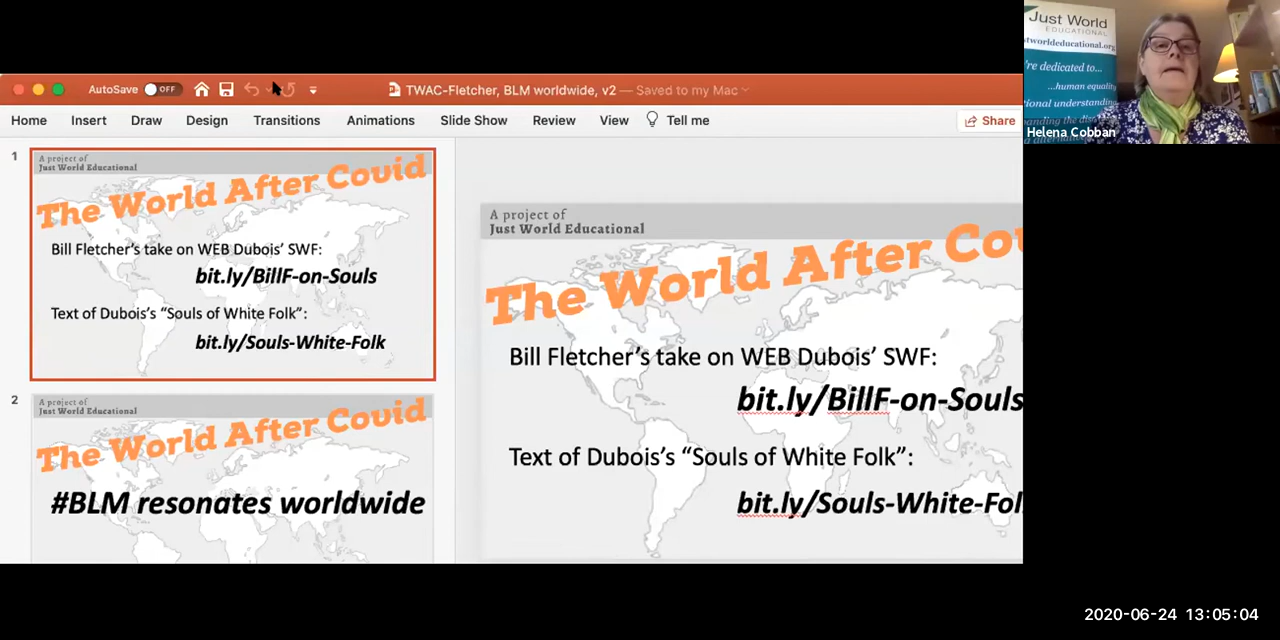 AutoSave OFF
TWAC-Fletcher, BLM worldwide, v2 — Saved to my Mac
Home Insert Draw Design Transitions Animations Slide Show Review View Tell me Share
1
A project of
Just World Educational
The World After Covid
Bill Fletcher's take on WEB Dubois' SWF:
bit.ly/BillF-on-Souls
Text of Dubois's “Souls of White Folk”:
bit.ly/Souls-White-Folk
2
A project of
Just World Educational
The World After Covid
#BLM resonates worldwide
A project of
Just World Educational
The World After Cou
Bill Fletcher's take on WEB Dubois' SWF:
bit.ly/BillF-on-Souls
Text of Dubois's “Souls of White Folk”:
bit.ly/Souls-White-Fol
Just World
EDUCATIONAL
stworldeducational.org
're dedicated to...
...human equality
tional understanding
Helena Cobban
2020-06-24 13:05:04